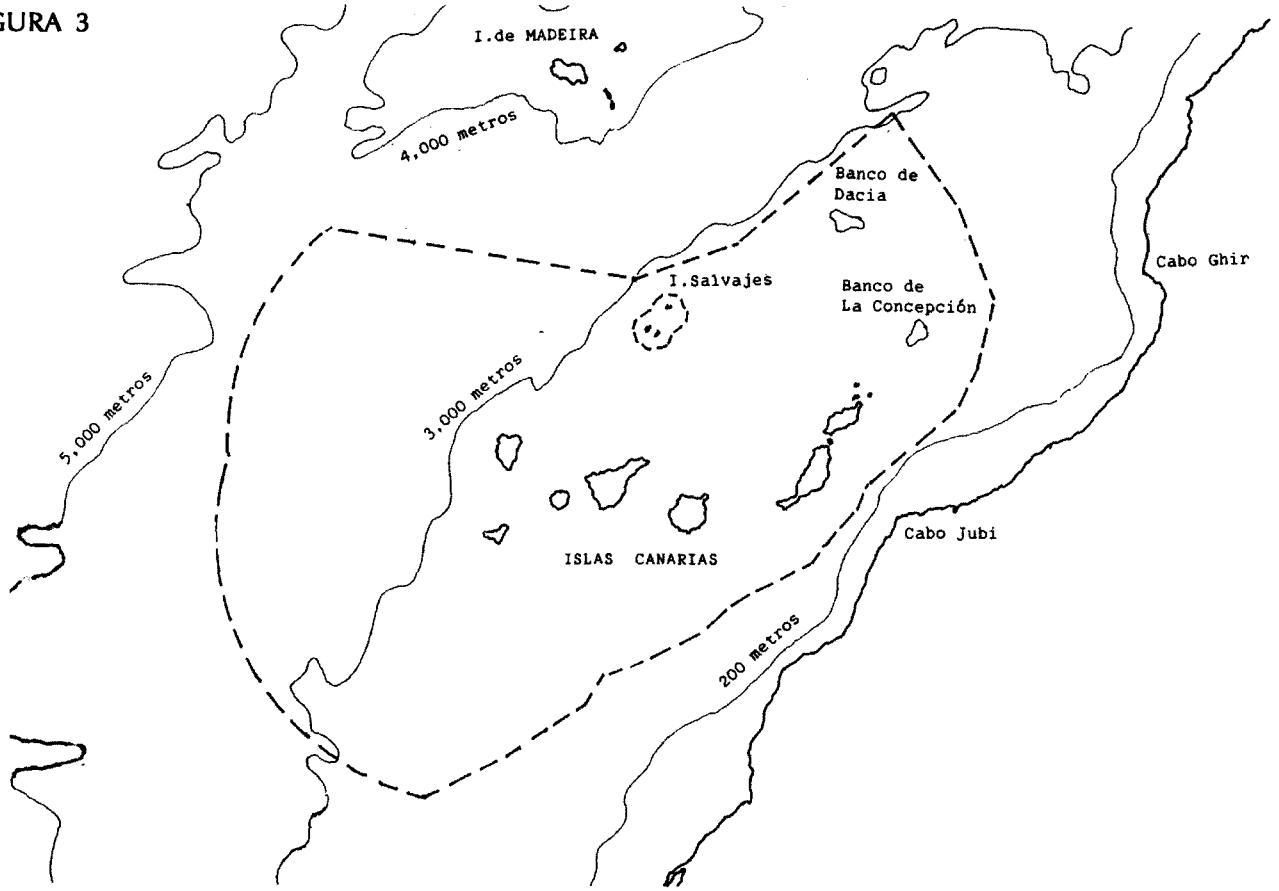 GURA 3
I.de MADEIRA
4,000 metros
Banco de
Dacia
Cabo Ghir
I.Salvajes
Banco de
La Concepción
5,000 metros
3,000 metros
ISLAS CANARIAS
Cabo Jubi
200 metros